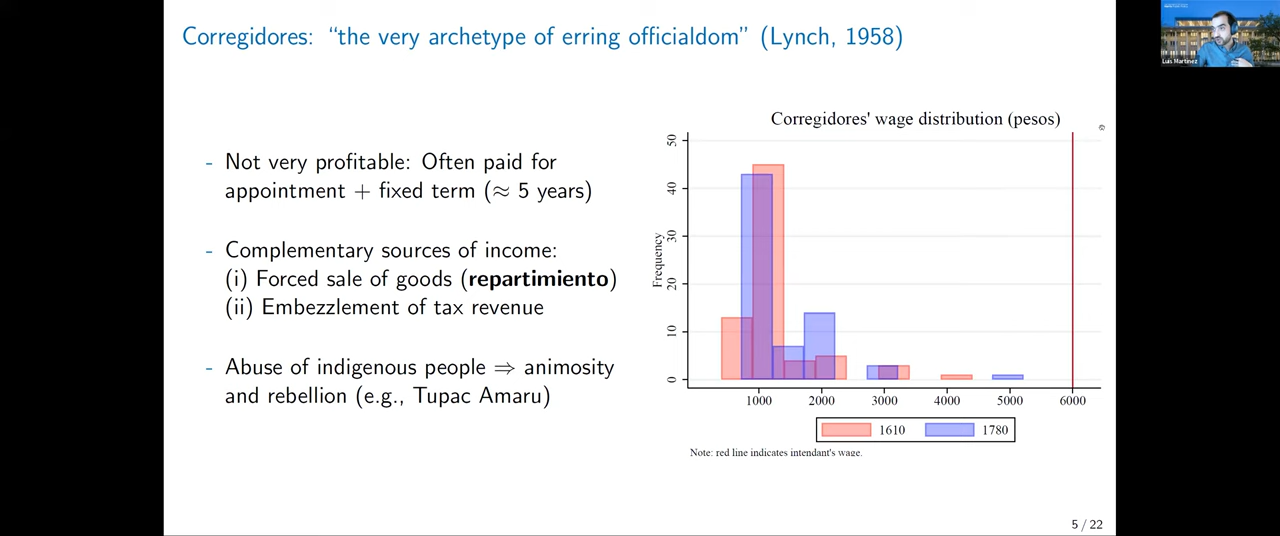 Corregidores: “the very archetype of erring officialdom” (Lynch, 1958)
- Not very profitable: Often paid for
appointment + fixed term (≈ 5 years)
- Complementary sources of income:
(i) Forced sale of goods (repartimiento)
(ii) Embezzlement of tax revenue
- Abuse of indigenous people ⇒ animosity
and rebellion (e.g., Tupac Amaru)
Corregidores' wage distribution (pesos)
Frequency
50
40
30
20
10
0
1000 2000 3000 4000 5000 6000
1610 1780
Note: red line indicates intendant's wage.
5 / 22
Luis Martinez